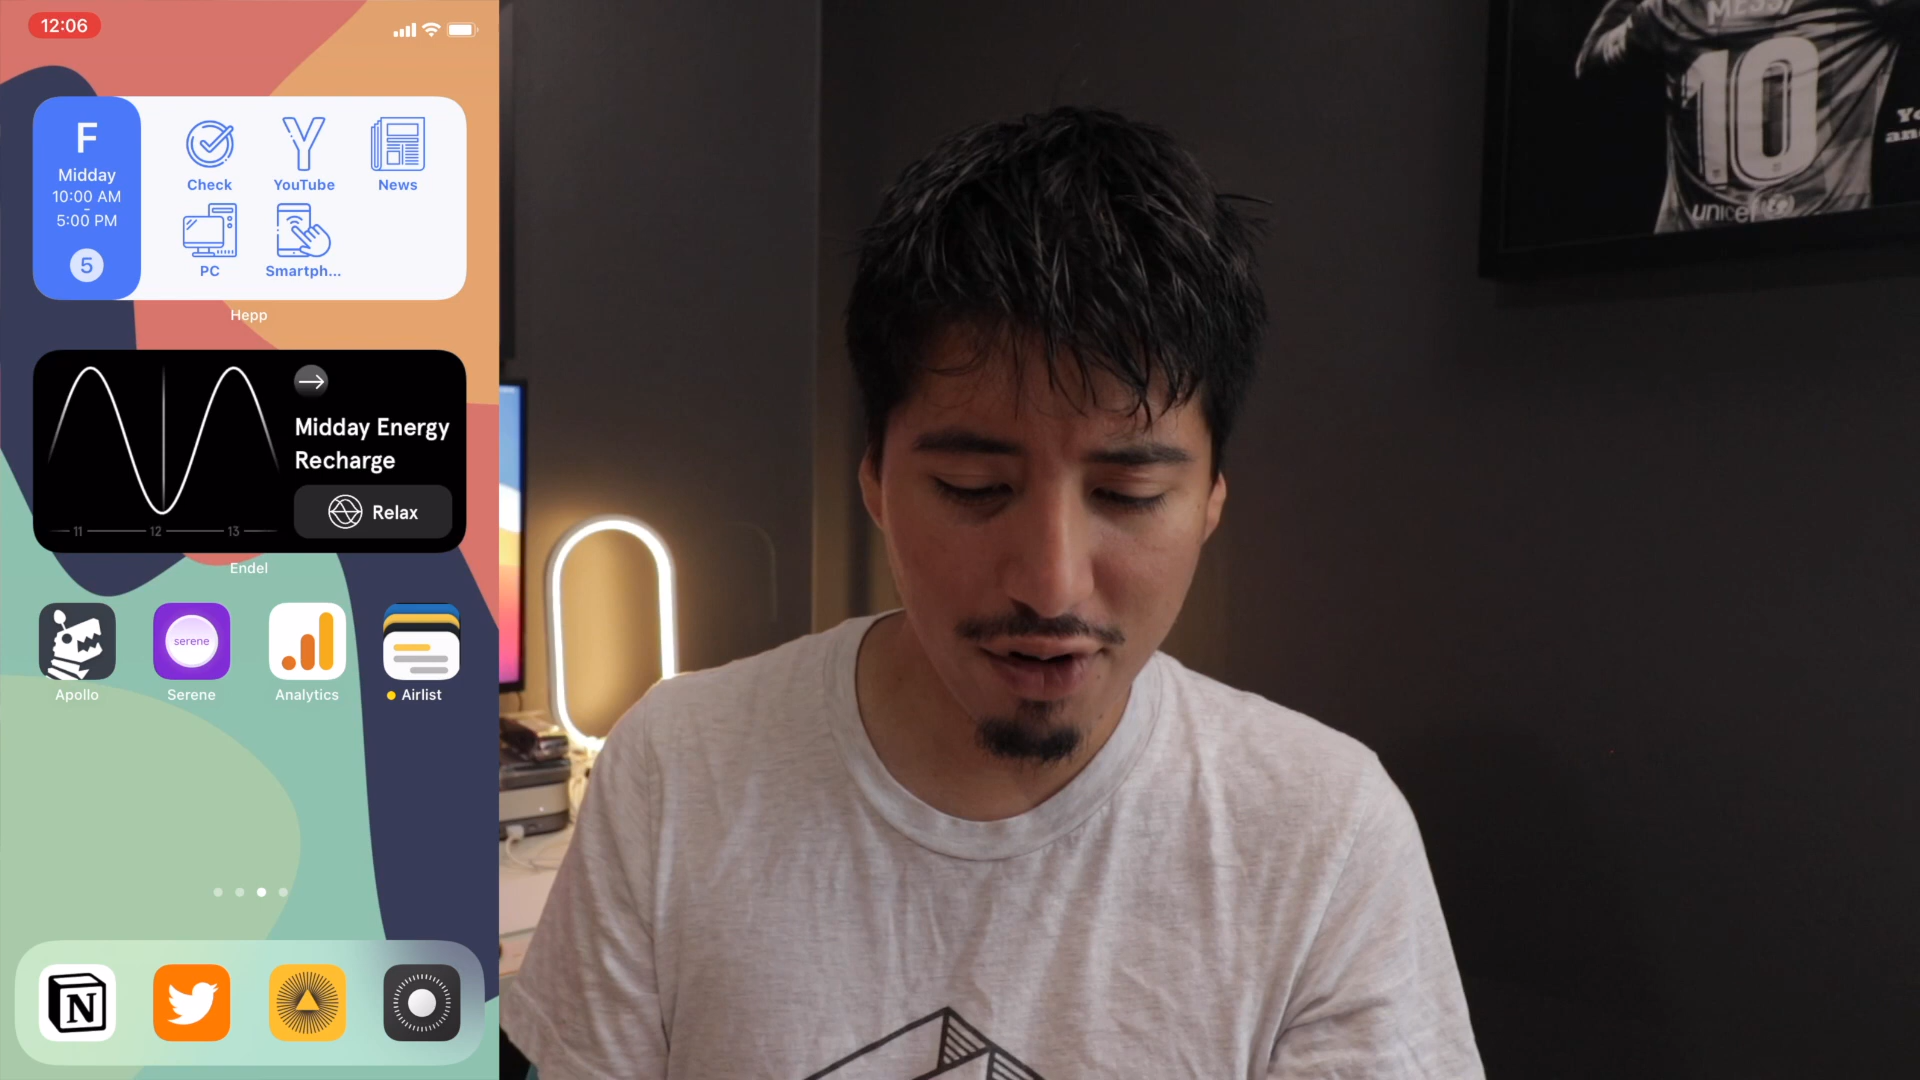 12:06
F
Midday
10:00 AM
-
5:00 PM
5
Check
YouTube
News
PC
Smartph...
Hepp
Midday Energy
Recharge
Relax
11
12
13
Endel
serene
Apollo
Serene
Analytics
Airlist
N
MESSI
10
unicef